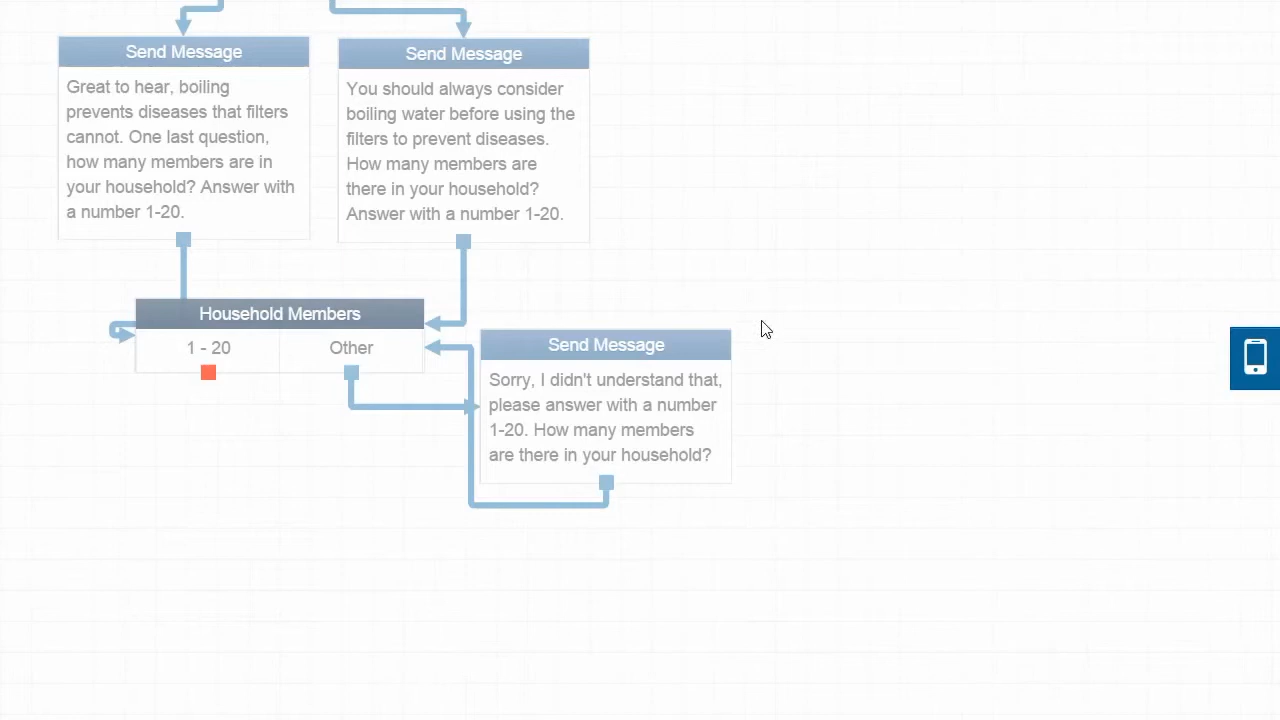 Send Message
Great to hear, boiling
prevents diseases that filters
cannot. One last question,
how many members are in
your household? Answer with
a number 1-20.
Send Message
You should always consider
boiling water before using the
filters to prevent diseases.
How many members are
there in your household?
Answer with a number 1-20.
Household Members
1 - 20
Other
Send Message
Sorry, I didn't understand that,
please answer with a number
1-20. How many members
are there in your household?